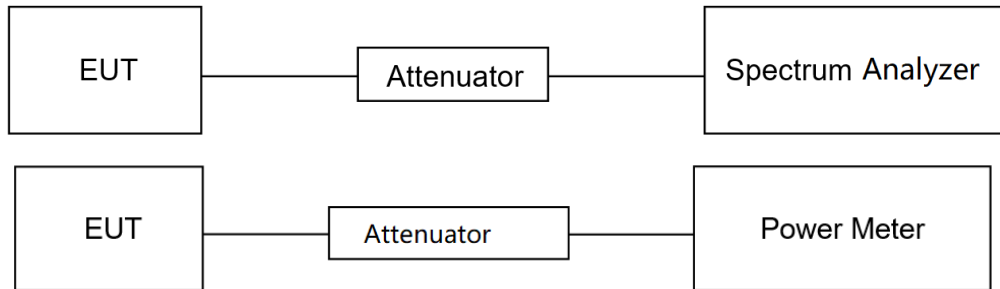 EUT
Attenuator
Spectrum Analyzer
EUT
Attenuator
Power Meter